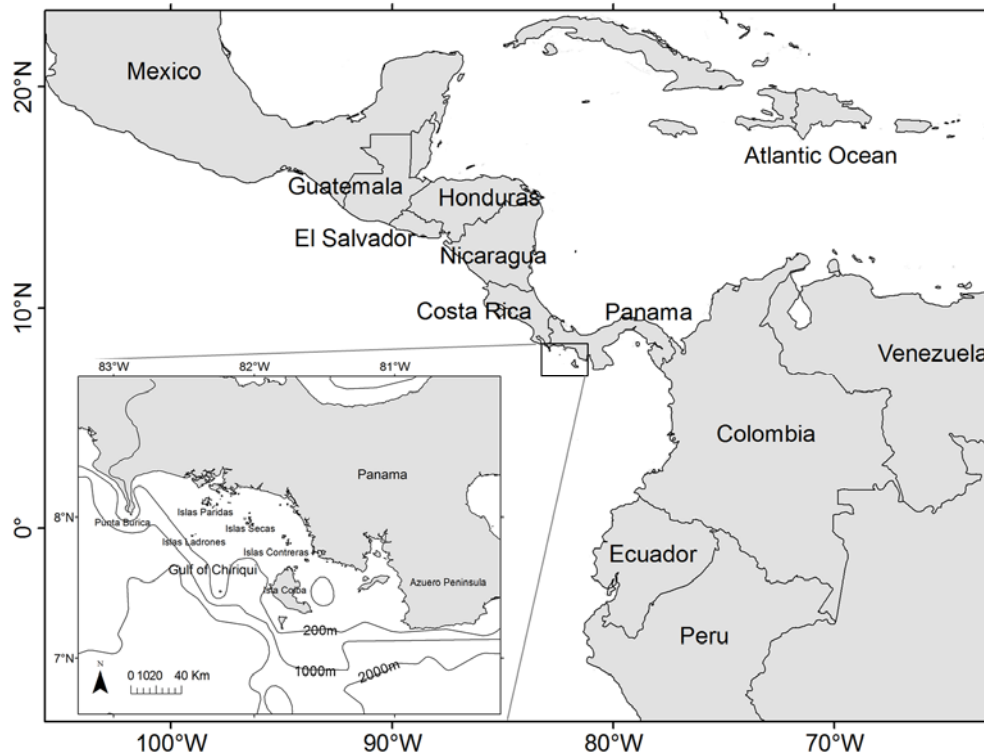 20°N
10°N
0°
100°W
90°W
80°W
70°W
Mexico
Atlantic Ocean
Guatemala
Honduras
El Salvador
Nicaragua
Costa Rica
Panama
Venezuela
Colombia
Ecuador
Peru
83°W
82°W
81°W
8°N
7°N
Panama
Islas Paridas
Punta Burica
Islas Secas
Islas Ladrones
Islas Contreras
Gulf of Chiriqui
Isla Coiba
Azuero Peninsula
200m
1000m
2000m
N
0 1020 40 Km